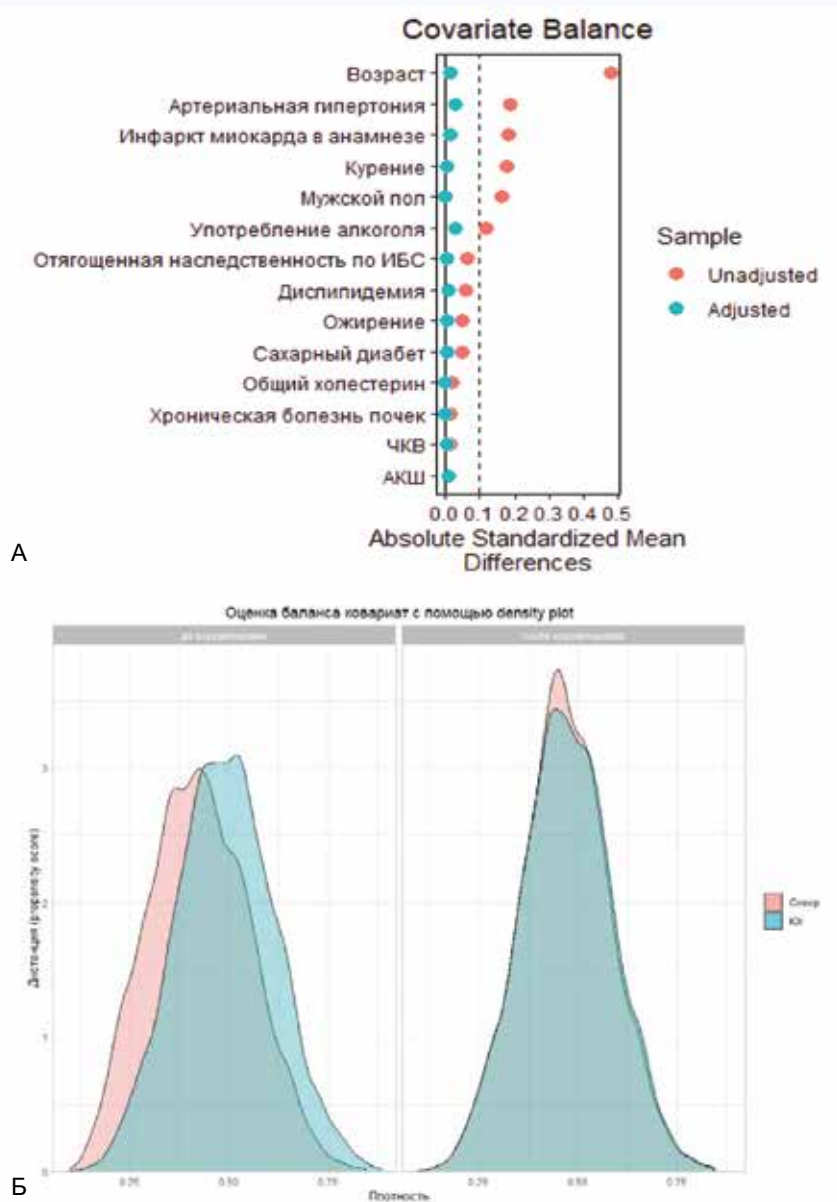 Covariate Balance
Возраст
Артериальная гипертония
Инфаркт миокарда в анамнезе
Курение
Мужской пол
Употребление алкоголя
Отягощенная наследственность по ИБС
Дислипидемия
Ожирение
Сахарный диабет
Общий холестерин
Хроническая болезнь почек
ЧКВ
АКШ
0.0 0.1 0.2 0.3 0.4 0.5
Absolute Standardized Mean
Differences
Sample
Unadjusted
Adjusted
А
Оценка баланса ковариат с помощью density plot
Дистанция (propensity score)
3
2
1
0
0.25 0.50 0.75
0.25 0.50 0.75
Плотность
Север
Юг
Б